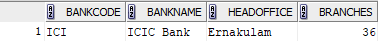 BANKCODE BANKNAME HEADOFFICE BRANCHES
1 ICI ICIC Bank Ernakulam 36